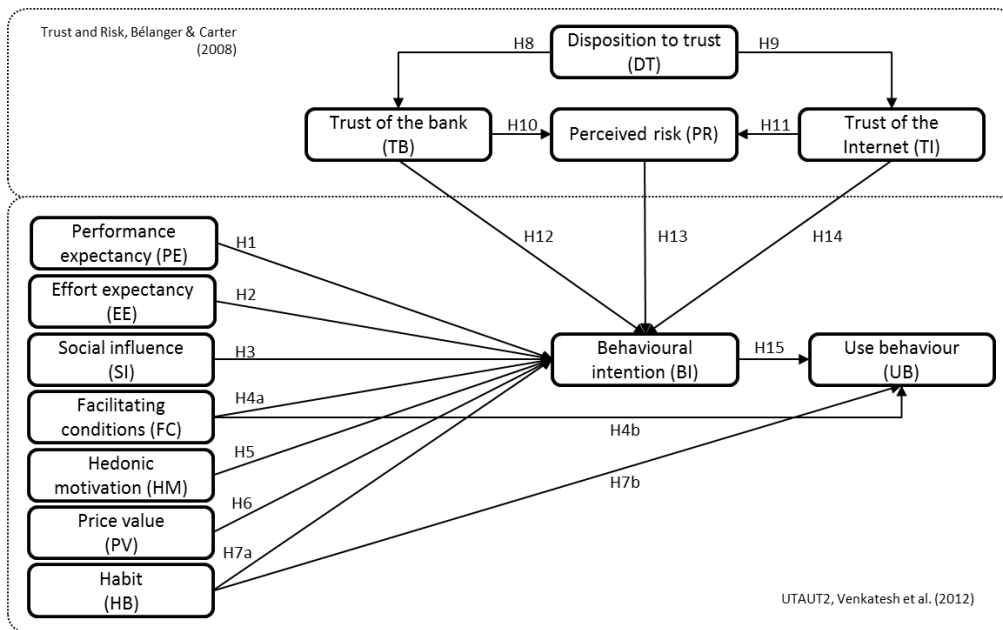 Trust and Risk, Bélanger & Carter
(2008)
H8
Disposition to trust
(DT)
H9
Trust of the bank
(TB)
H10
Perceived risk (PR)
H11
Trust of the
Internet (TI)
H12
H13
H14
Performance
expectancy (PE)
H1
Effort expectancy
(EE)
H2
Social influence
(SI)
H3
Behavioural
intention (BI)
H15
Use behaviour
(UB)
Facilitating
conditions (FC)
H4a
H4b
Hedonic
motivation (HM)
H5
H7b
Price value
(PV)
H6
H7a
Habit
(HB)
UTAUT2, Venkatesh et al. (2012)